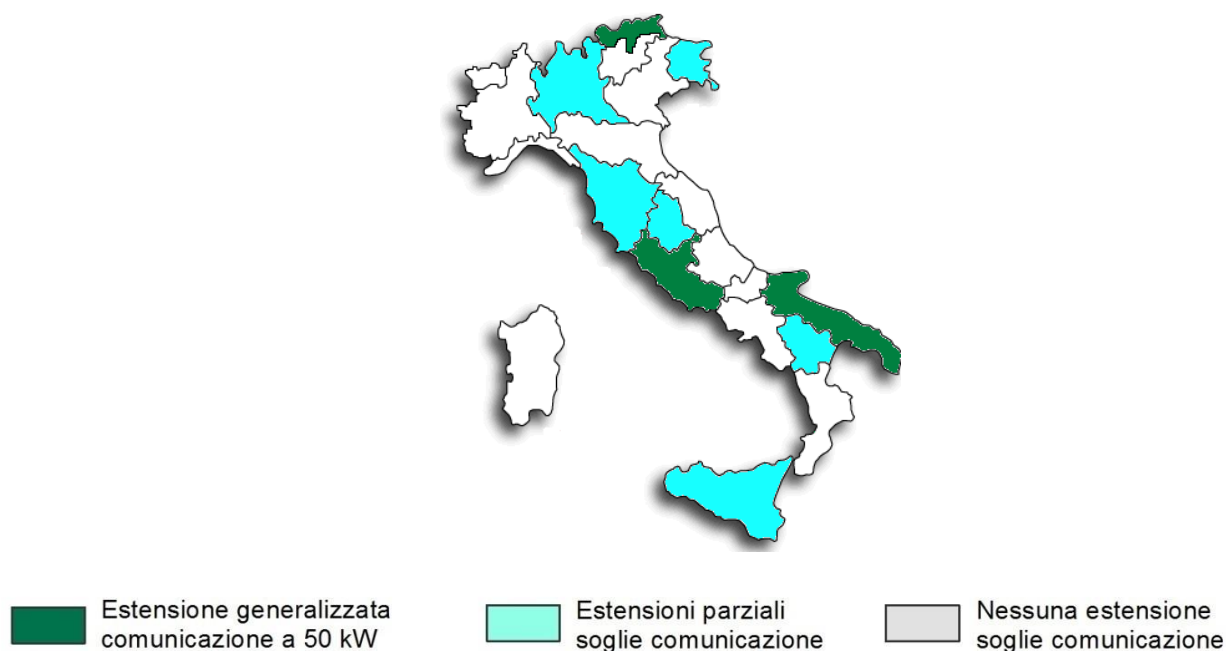 Estensione generalizzata
comunicazione a 50 kW
Estensioni parziali
soglie comunicazione
Nessuna estensione
soglie comunicazione